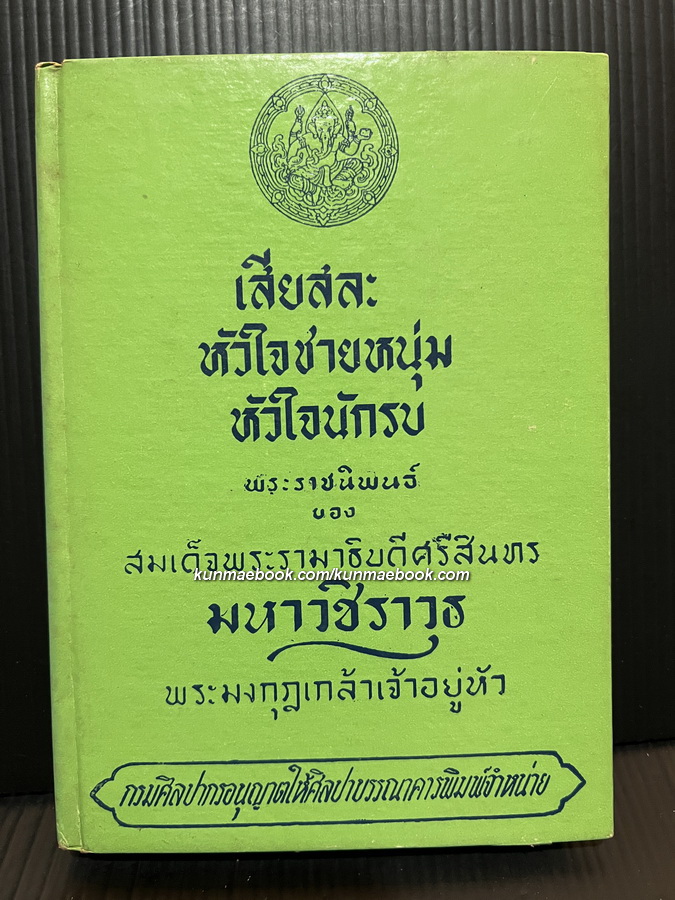 เสียสละ
หัวใจชายหนุ่ม
หัวใจนักรบ
พระราชนิพนธ์
ของ
สมเด็จพระรามาธิบดีศรีสินทร
kunmaebook.com/kunmaebook.com
มหาวชิราวุธ
พระมงกุฎเกล้าเจ้าอยู่หัว
กรมศิลปากรอนุญาตให้ศิลปาบรรณาคารพิมพ์จำหน่าย